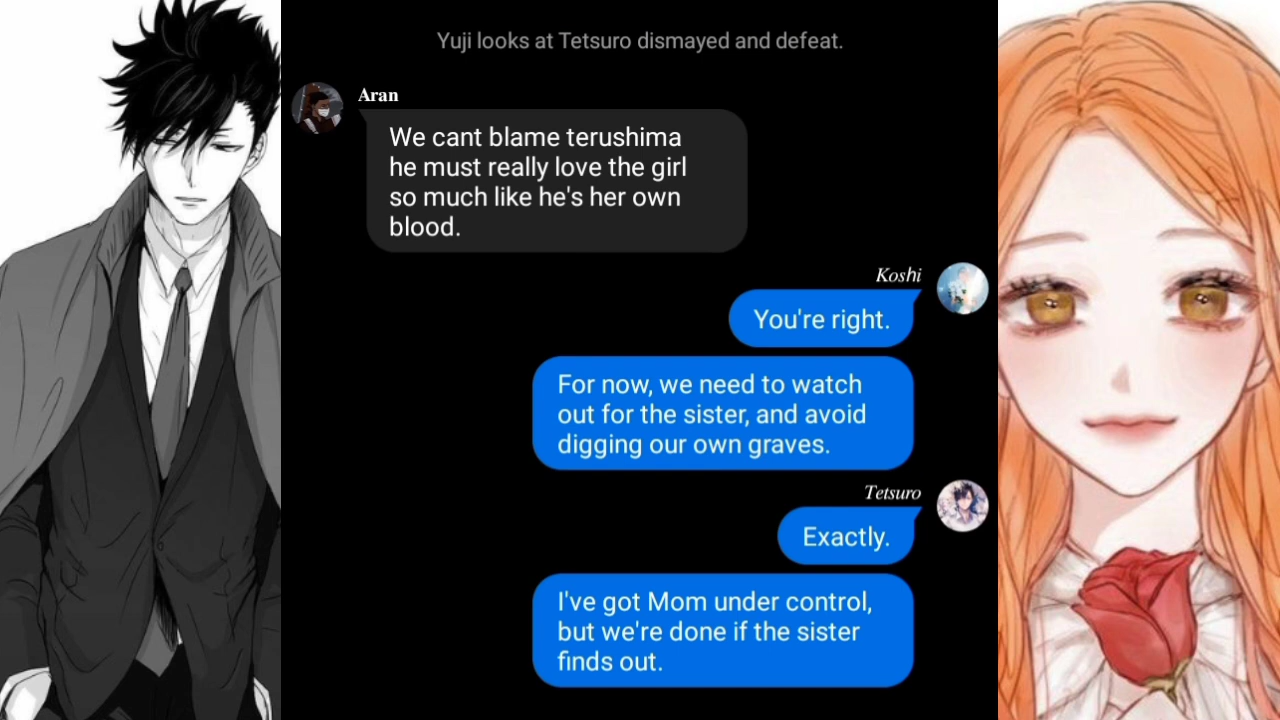 Yuji looks at Tetsuro dismayed and defeat.
Aran
We cant blame terushima
he must really love the girl
so much like he's her own
blood.
Koshi
You're right.
For now, we need to watch
out for the sister, and avoid
digging our own graves.
Tetsuro
Exactly.
I've got Mom under control,
but we're done if the sister
finds out.